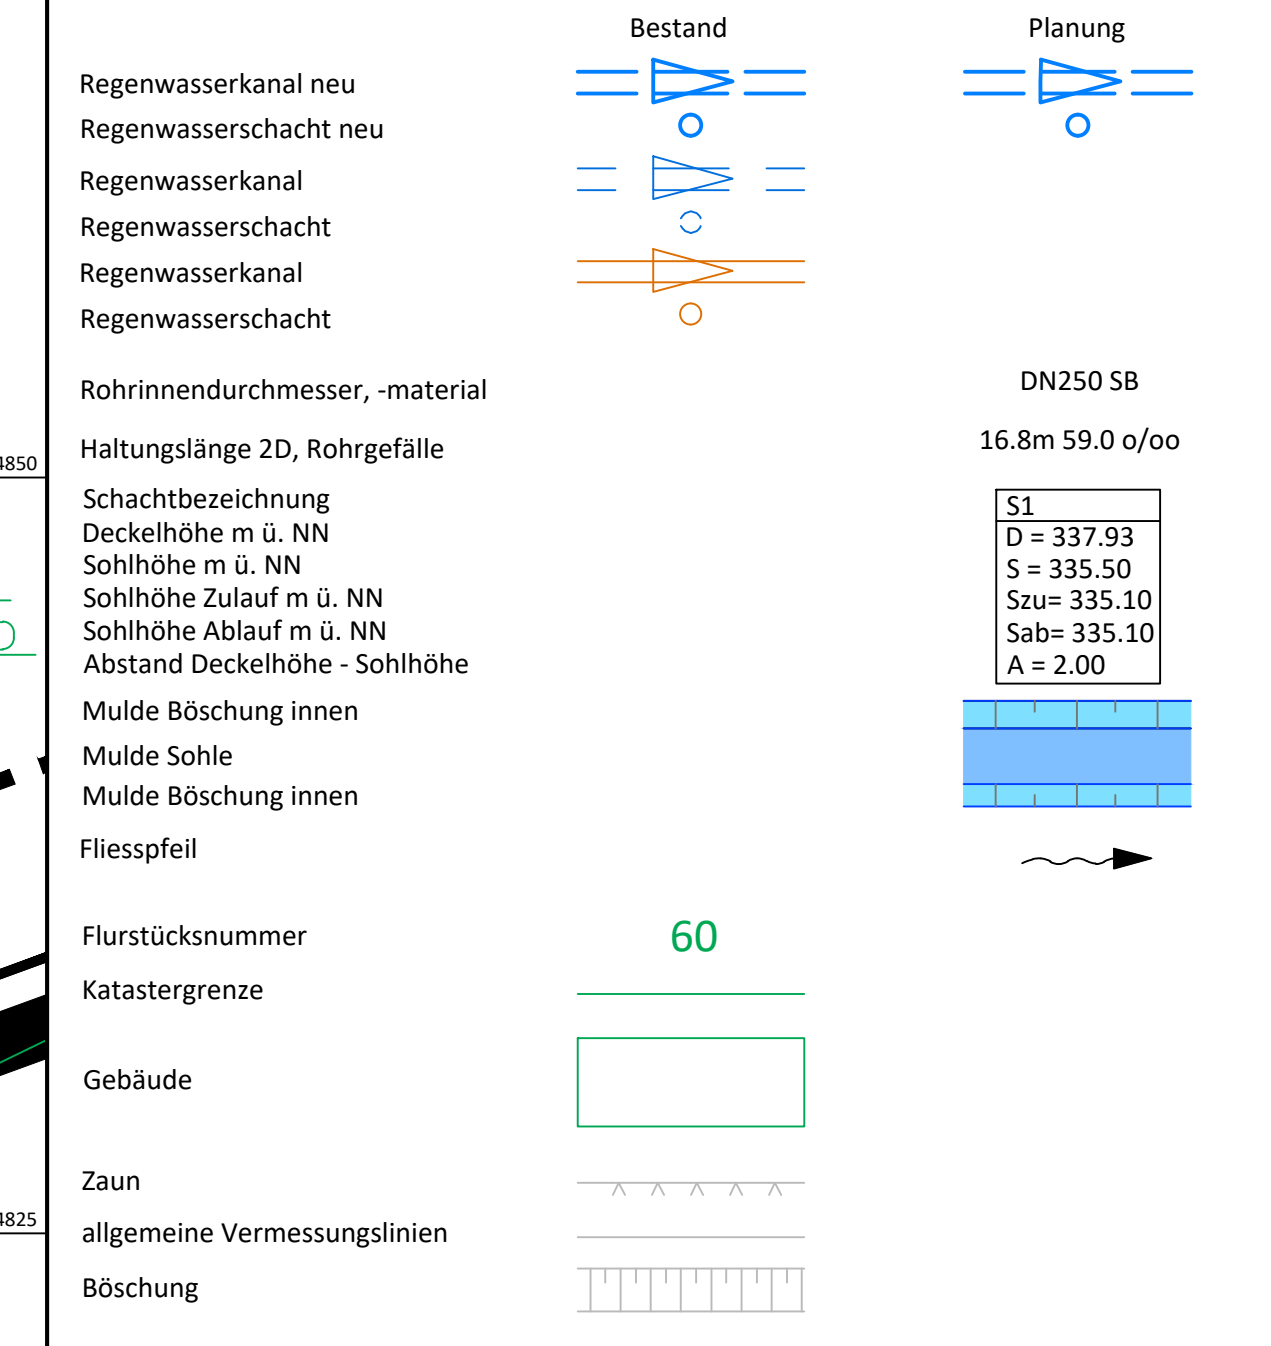 Bestand Planung
Regenwasserkanal neu
Regenwasserschacht neu
Regenwasserkanal
Regenwasserschacht
Regenwasserkanal
Regenwasserschacht
Rohrinnendurchmesser, -material DN250 SB
Haltungslänge 2D, Rohrgefälle 16.8m 59.0 o/oo
4850
Schachtbezeichnung S1
Deckelhöhe m ü. NN D = 337.93
Sohlhöhe m ü. NN S = 335.50
Sohlhöhe Zulauf m ü. NN Szu= 335.10
Sohlhöhe Ablauf m ü. NN Sab= 335.10
Abstand Deckelhöhe - Sohlhöhe A = 2.00
Mulde Böschung innen
Mulde Sohle
Mulde Böschung innen
Fliesspfeil
Flurstücksnummer 60
Katastergrenze
Gebäude
Zaun
4825
allgemeine Vermessungslinien
Böschung